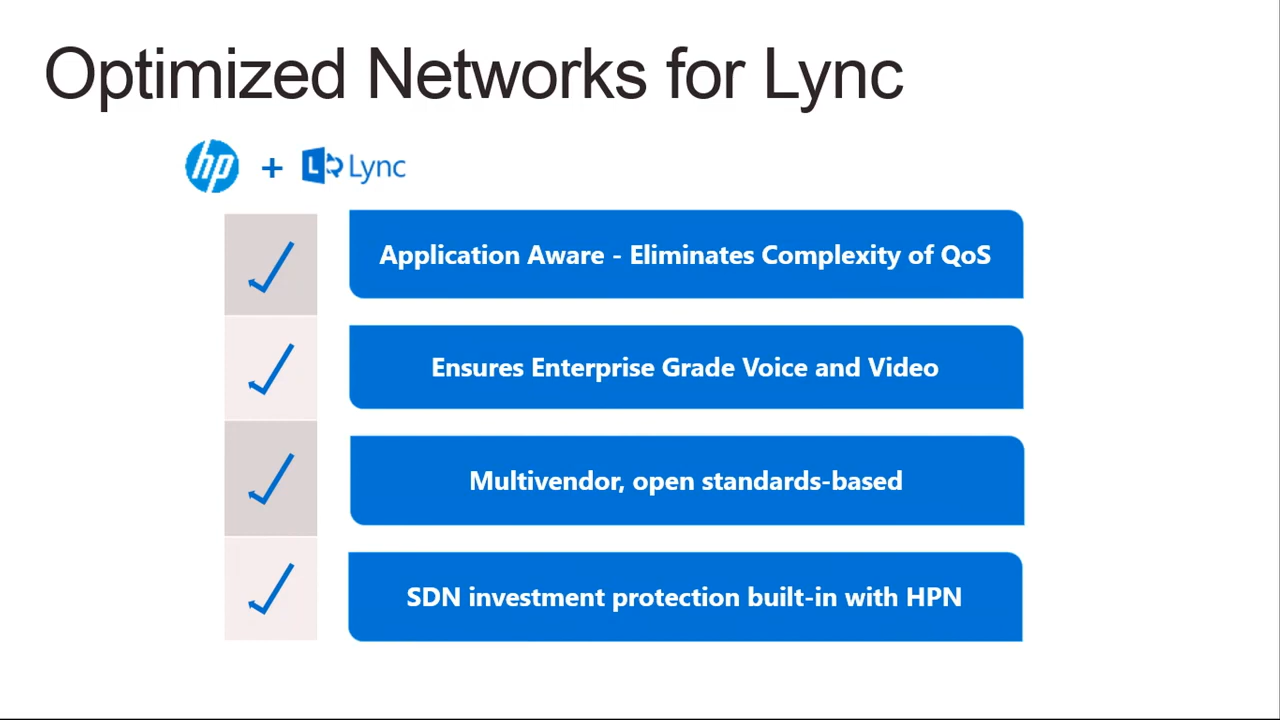 Optimized Networks for Lync
hp + L Lync
Application Aware - Eliminates Complexity of QoS
Ensures Enterprise Grade Voice and Video
Multivendor, open standards-based
SDN investment protection built-in with HPN